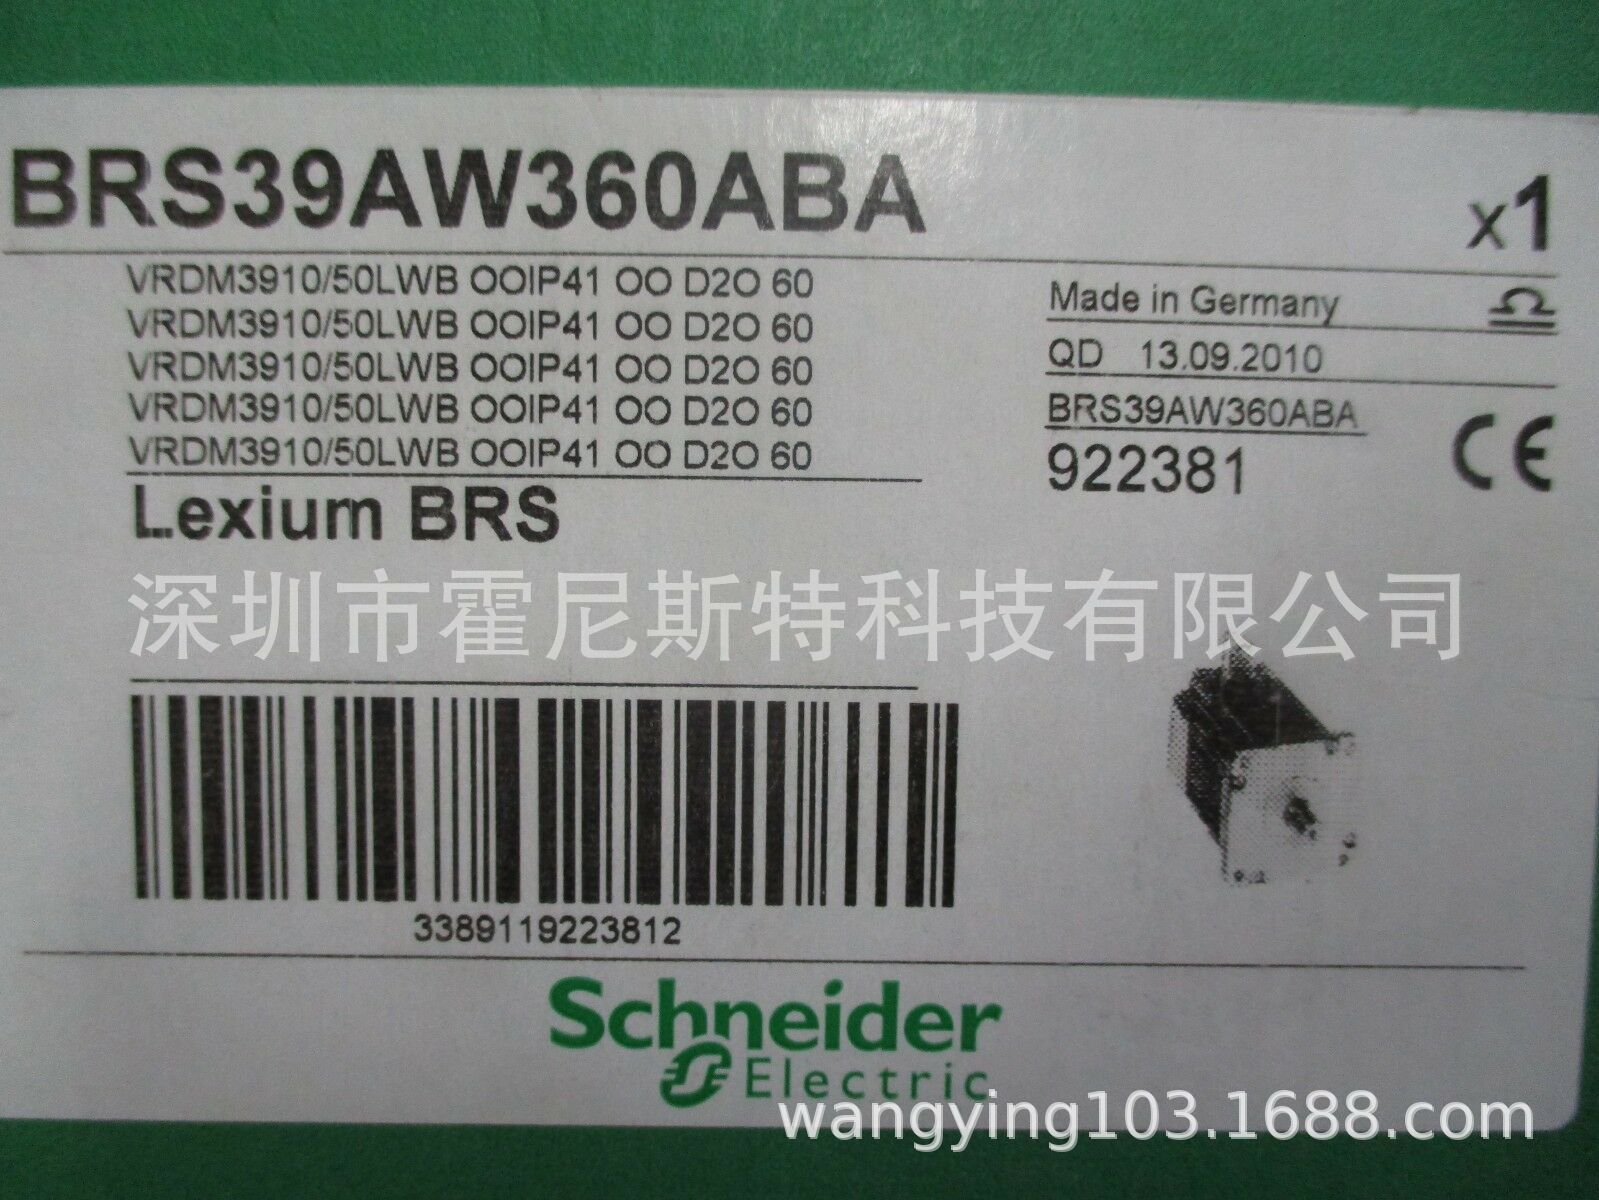 BRS39AW360ABA
x1
VRDM3910/50LWB OOIP41 OO D2O 60
VRDM3910/50LWB OOIP41 OO D2O 60
VRDM3910/50LWB OOIP41 OO D2O 60
VRDM3910/50LWB OOIP41 OO D2O 60
VRDM3910/50LWB OOIP41 OO D2O 60
Lexium BRS
Made in Germany
QD 13.09.2010
BRS39AW360ABA
922381
CE
深圳市霍尼斯特科技有限公司
3389119223812
Schneider
Electric
wangying103.1688.com